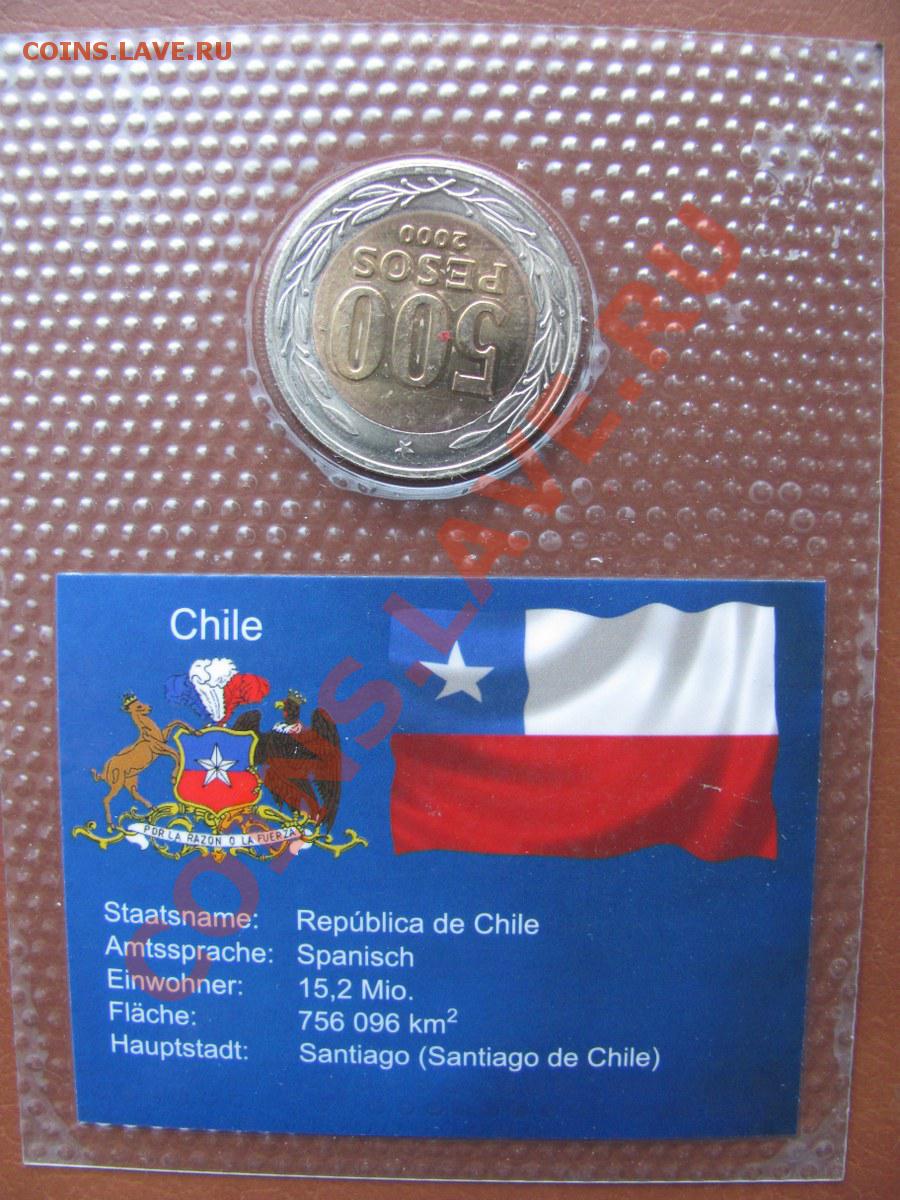 COINS.LAVE.RU
500
PESOS
2000
COINS.LAVE.RU
Chile
POR LA RAZON O LA FUERZA
Staatsname: República de Chile
Amtssprache: Spanisch
Einwohner: 15,2 Mio.
Fläche: 756 096 km²
Hauptstadt: Santiago (Santiago de Chile)